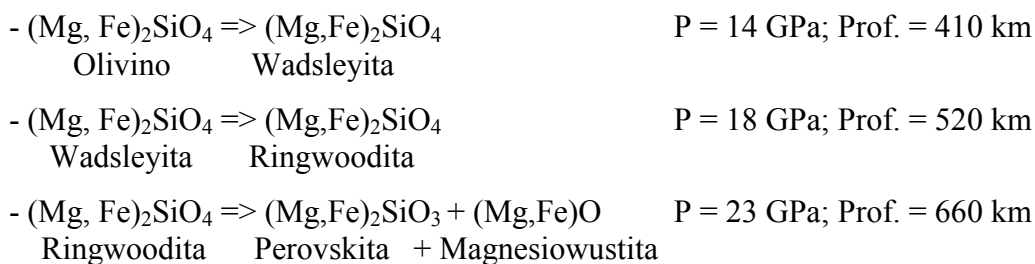 - (Mg, Fe)₂SiO₄ => (Mg,Fe)₂SiO₄ P = 14 GPa; Prof. = 410 km
Olivino Wadsleyita
- (Mg, Fe)₂SiO₄ => (Mg,Fe)₂SiO₄ P = 18 GPa; Prof. = 520 km
Wadsleyita Ringwoodita
- (Mg, Fe)₂SiO₄ => (Mg,Fe)₂SiO₃ + (Mg,Fe)O P = 23 GPa; Prof. = 660 km
Ringwoodita Perovskita + Magnesiowustita